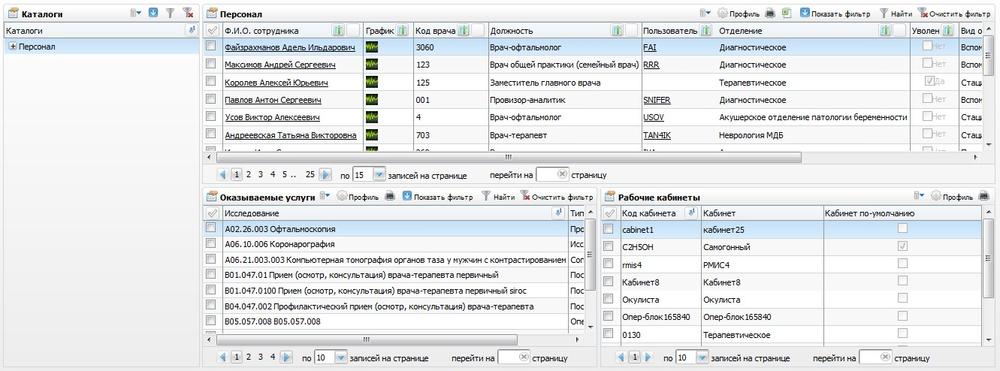 Каталоги
Каталоги
Персонал
Персонал Профиль Показать фильтр Найти Очистить фильтр
Ф.И.О. сотрудника График Код врача Должность Пользователь Отделение Уволен Вид о
Файзрахманов Адель Ильдарович 3060 Врач-офтальмолог FAI Диагностическое Нет Вспом
Максимов Андрей Сергеевич 123 Врач общей практики (семейный врач) RRR Диагностическое Нет Вспом
Королев Алексей Юрьевич 125 Заместитель главного врача Терапевтическое Да Стаци
Павлов Антон Сергеевич 001 Провизор-аналитик SNIFER Диагностическое Нет Вспом
Усов Виктор Алексеевич 4 Врач-офтальмолог USOV Акушерское отделение патологии беременности Нет Стаци
Андреевская Татьяна Викторовна 703 Врач-терапевт TAN4IK Неврология МДБ Нет Стаци
1 2 3 4 5 .. 25 по 15 записей на странице перейти на страницу
Оказываемые услуги Профиль Показать фильтр Найти Очистить фильтр
Исследование Тип
A02.26.003 Офтальмоскопия Про
A06.10.006 Коронарография Исс
A06.21.003.003 Компьютерная томография органов таза у мужчин с контрастированием Соп
B01.047.01 Прием (осмотр, консультация) врача-терапевта первичный Пос
B01.047.0100 Прием (осмотр, консультация) врача-терапевта первичный siroc Пос
B04.047.002 Профилактический прием (осмотр, консультация) врача-терапевта Пос
B05.057.008 B05.057.008 Опе
1 2 3 4 по 10 записей на странице перейти на страницу
Рабочие кабинеты Профиль
Код кабинета Кабинет Кабинет по-умолчанию
cabinet1 кабинет25
C2H5OH Самогонный
rmis4 РМИС4
Кабинет8 Кабинет8
Окулиста Окулиста
Опер-блок165840 Опер-блок165840
0130 Терапевтическое
1 по 10 записей на странице перейти на страницу